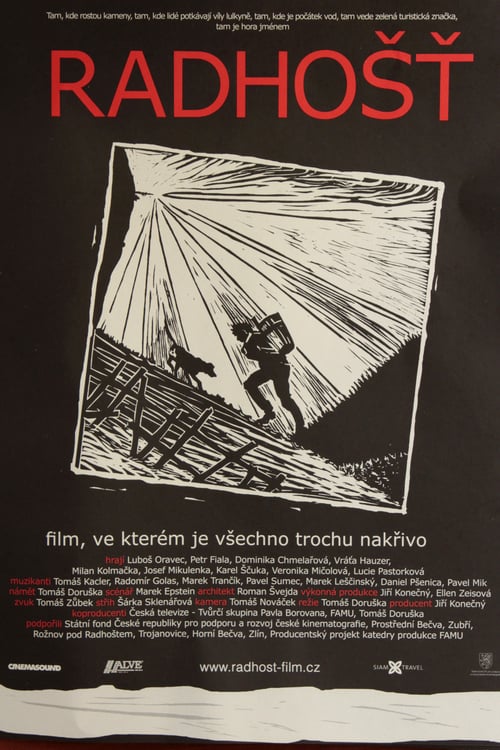 Tam, kde rostou kameny, tam, kde lidé potkávají víly lulkyně, tam, kde je počátek vod, tam vede zelená turistická značka,
tam je hora jménem
RADHOŠŤ
film, ve kterém je všechno trochu nakřivo
hrají Luboš Oravec, Petr Fiala, Dominika Chmelařová, Vráťa Hauzer,
Milan Kolmačka, Josef Mikulenka, Karel Ščuka, Veronika Mičolová, Lucie Pastorková
muzikanti Tomáš Kacler, Radomír Golas, Marek Trančík, Pavel Sumec, Marek Leščinský, Daniel Pšenica, Pavel Mik
námět Tomáš Doruška scénář Marek Epstein architekt Roman Švejda výkonná produkce Jiří Konečný, Ellen Zeisová
zvuk Tomáš Zůbek střih Šárka Sklenářová kamera Tomáš Nováček režie Tomáš Doruška producent Jiří Konečný
koproducenti Česká televize - Tvůrčí skupina Pavla Borovana, FAMU, Tomáš Doruška
podpořili Státní fond České republiky pro podporu a rozvoj české kinematografie, Prostřední Bečva, Zubří,
Rožnov pod Radhoštem, Trojanovice, Horní Bečva, Zlín, Producentský projekt katedry produkce FAMU
CINEMASOUND
ALVE
www.radhost-film.cz
SIAM TRAVEL